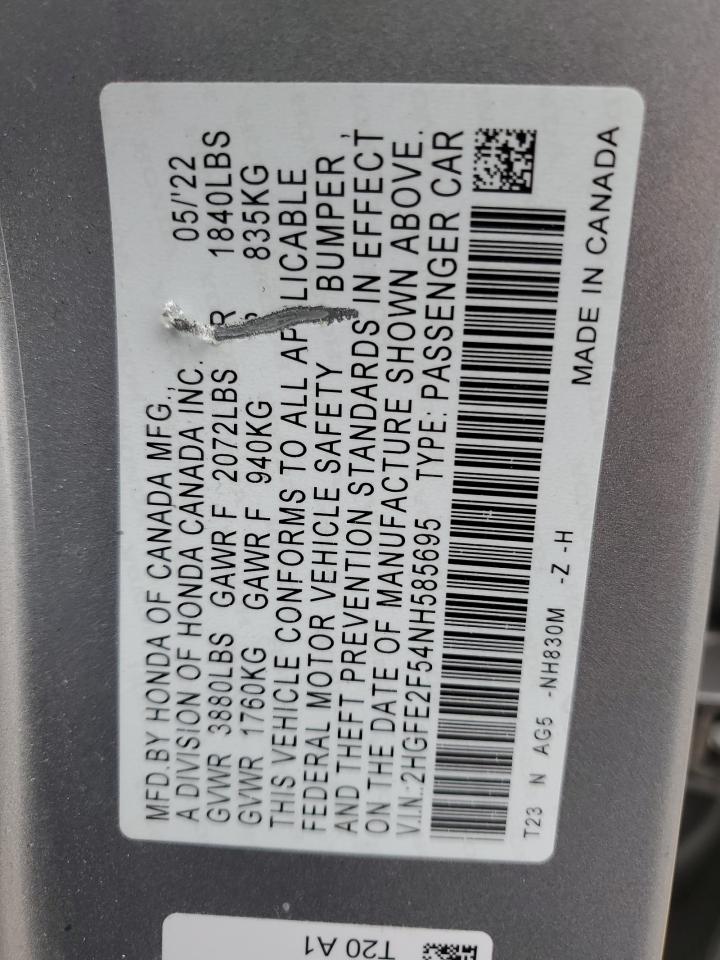 MFD.BY HONDA OF CANADA MFG.,
A DIVISION OF HONDA CANADA INC. 05/'22
GVWR 3880LBS GAWR F 2072LBS R 1840LBS
GVWR 1760KG GAWR F 940KG 835KG
THIS VEHICLE CONFORMS TO ALL APPLICABLE
FEDERAL MOTOR VEHICLE SAFETY BUMPER,
AND THEFT PREVENTION STANDARDS IN EFFECT
ON THE DATE OF MANUFACTURE SHOWN ABOVE.
V.I.N.:2HGFE2F54NH585695 TYPE: PASSENGER CAR
T23 N AG5 -NH830M -Z -H MADE IN CANADA
T20 A1